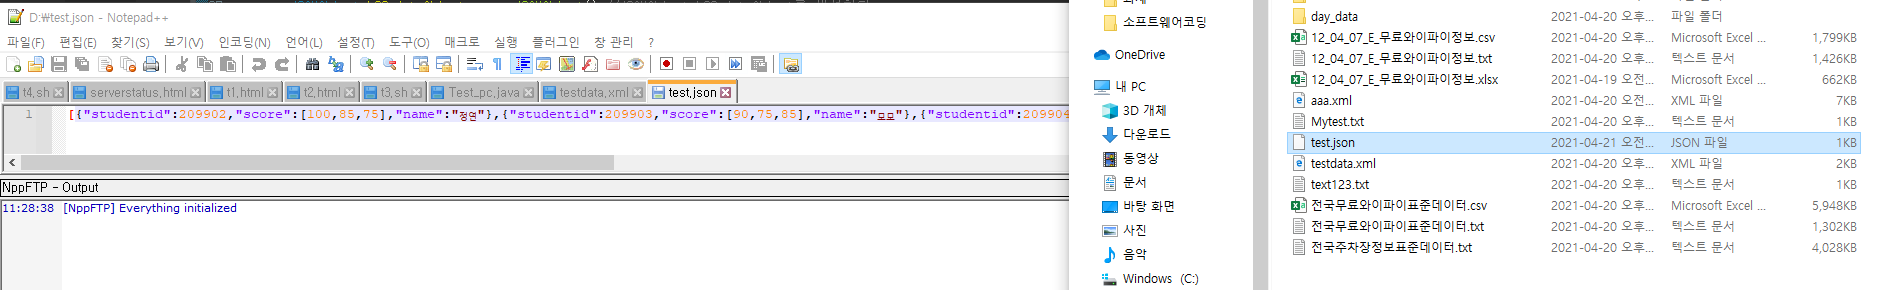 D:\test.json - Notepad++
파일(F) 편집(E) 찾기(S) 보기(V) 인코딩(N) 언어(L) 설정(T) 도구(O) 매크로 실행 플러그인 창 관리 ?
t4,sh serverstatus,html t1,html t2,html t3,sh Test_pc,java testdata,xml test,json
1 [{"studentid":209902,"score":[100,85,75],"name":"정연"},{"studentid":209903,"score":[90,75,85],"name":"모모"},{"studentid":209904
NppFTP - Output
11:28:38 [NppFTP] Everything initialized
소프트웨어코딩
OneDrive
내 PC
3D 개체
다운로드
동영상
문서
바탕 화면
사진
음악
Windows (C:)
day_data 2021-04-20 오후... 파일 폴더
12_04_07_E_무료와이파이정보.csv 2021-04-20 오후... Microsoft Excel ... 1,799KB
12_04_07_E_무료와이파이정보.txt 2021-04-20 오후... 텍스트 문서 1,426KB
12_04_07_E_무료와이파이정보.xlsx 2021-04-19 오전... Microsoft Excel ... 662KB
aaa.xml 2021-04-20 오전... XML 파일 7KB
Mytest.txt 2021-04-20 오후... 텍스트 문서 1KB
test.json 2021-04-21 오전... JSON 파일 1KB
testdata.xml 2021-04-20 오후... XML 파일 2KB
text123.txt 2021-04-20 오후... 텍스트 문서 1KB
전국무료와이파이표준데이터.csv 2021-04-20 오후... Microsoft Excel ... 5,948KB
전국무료와이파이표준데이터.txt 2021-04-20 오후... 텍스트 문서 1,302KB
전국주차장정보표준데이터.txt 2021-04-20 오후... 텍스트 문서 4,028KB